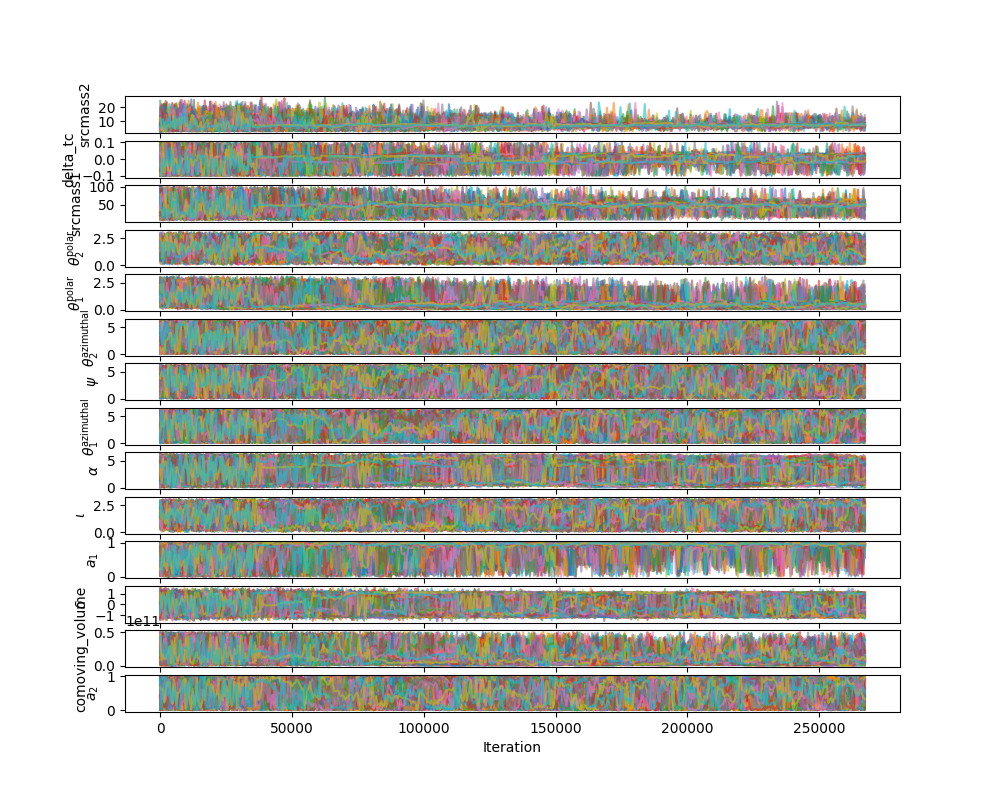 srcmass2
20
10
delta_tc
0.1
0.0
−0.1
srcmass1
100
50
θ₂^polar
2.5
0.0
θ₁^polar
2.5
0.0
θ₂^azimuthal
5
0
ψ
5
0
θ₁^azimuthal
5
0
α
5
0
ι
2.5
0.0
a₁
1
0
1
0
−1
1e11
comoving_volume
0.5
0.0
a₂
1
0
0
50000
100000
150000
200000
250000
Iteration